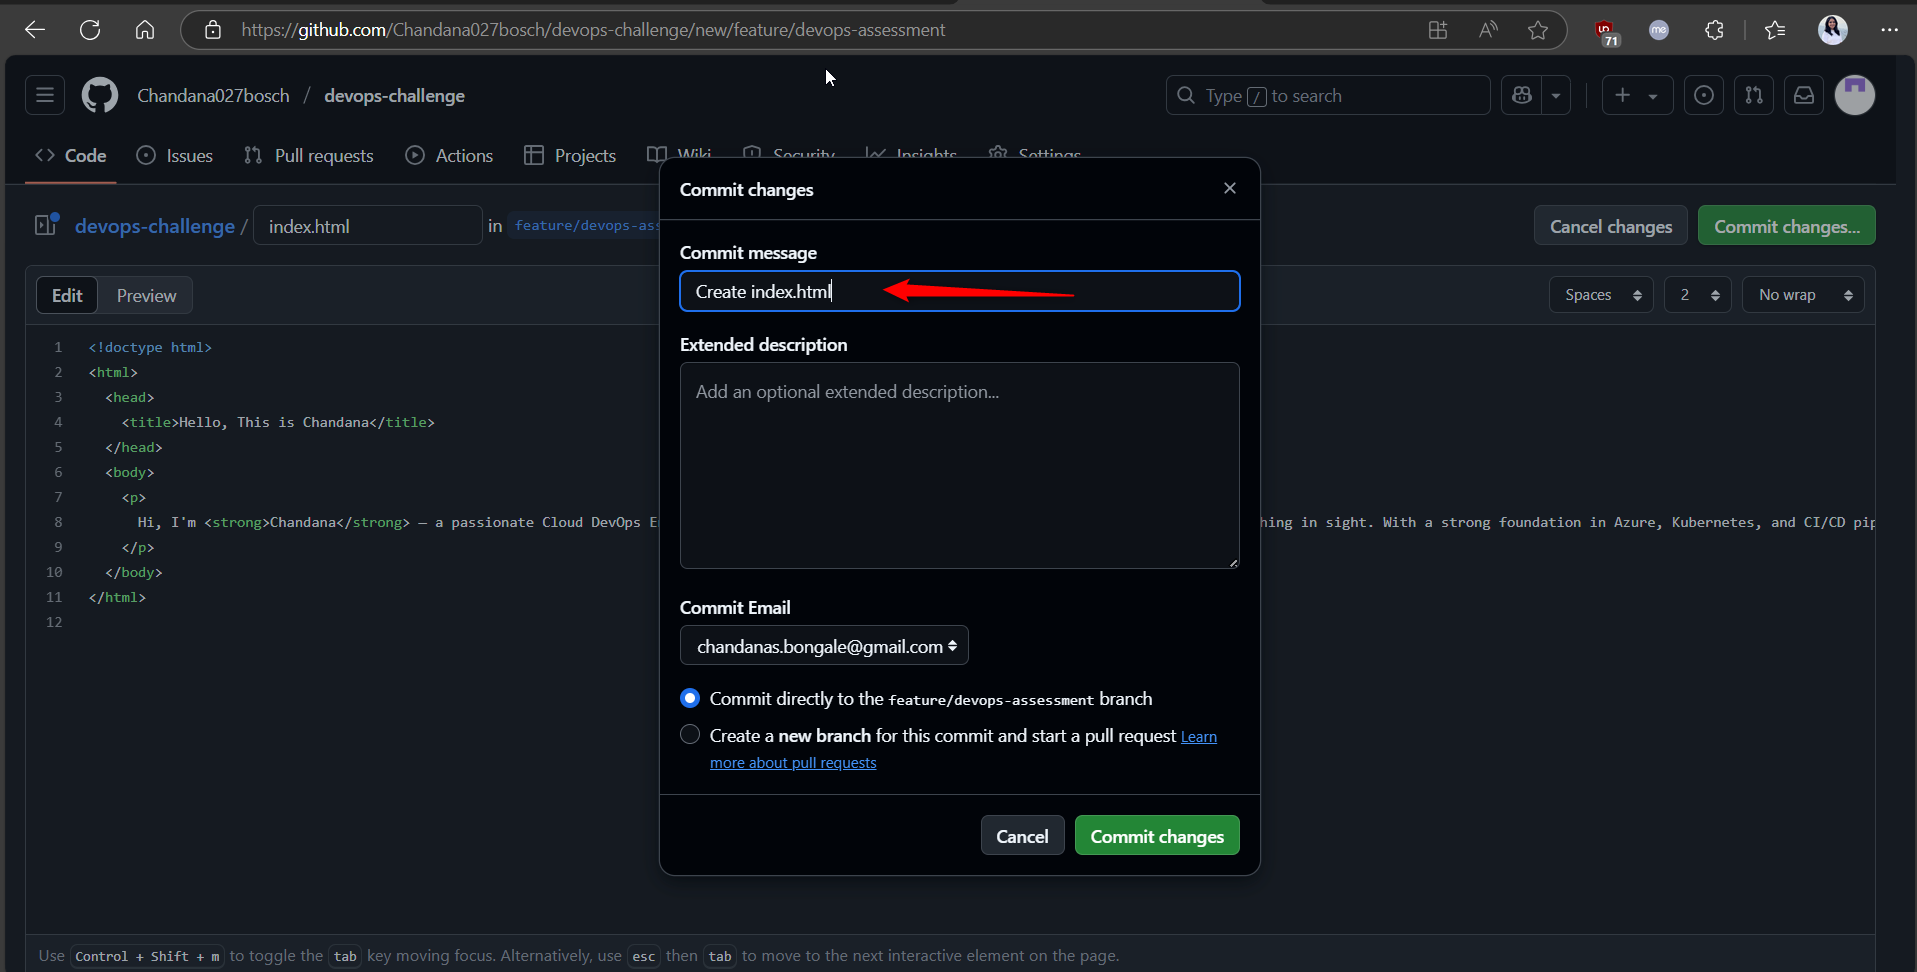 https://github.com/Chandana027bosch/devops-challenge/new/feature/devops-assessment
A
UD
71
me
Chandana027bosch / devops-challenge
Type / to search
Code
Issues
Pull requests
Actions
Projects
Wiki
Security
Insights
Settings
devops-challenge / index.html in feature/devops-ass
Cancel changes
Commit changes...
Edit
Preview
Spaces
2
No wrap
1 <!doctype html>
2 <html>
3 <head>
4 <title>Hello, This is Chandana</title>
5 </head>
6 <body>
7 <p>
8 Hi, I'm <strong>Chandana</strong> — a passionate Cloud DevOps E
hing in sight. With a strong foundation in Azure, Kubernetes, and CI/CD pip
9 </p>
10 </body>
11 </html>
12
Commit changes
Commit message
Create index.html
Extended description
Add an optional extended description...
Commit Email
chandanas.bongale@gmail.com
Commit directly to the feature/devops-assessment branch
Create a new branch for this commit and start a pull request Learn
more about pull requests
Cancel
Commit changes
Use Control + Shift + m to toggle the tab key moving focus. Alternatively, use esc then tab to move to the next interactive element on the page.